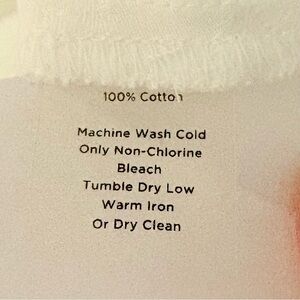 100% Cotton
Machine Wash Cold
Only Non-Chlorine
Bleach
Tumble Dry Low
Warm Iron
Or Dry Clean